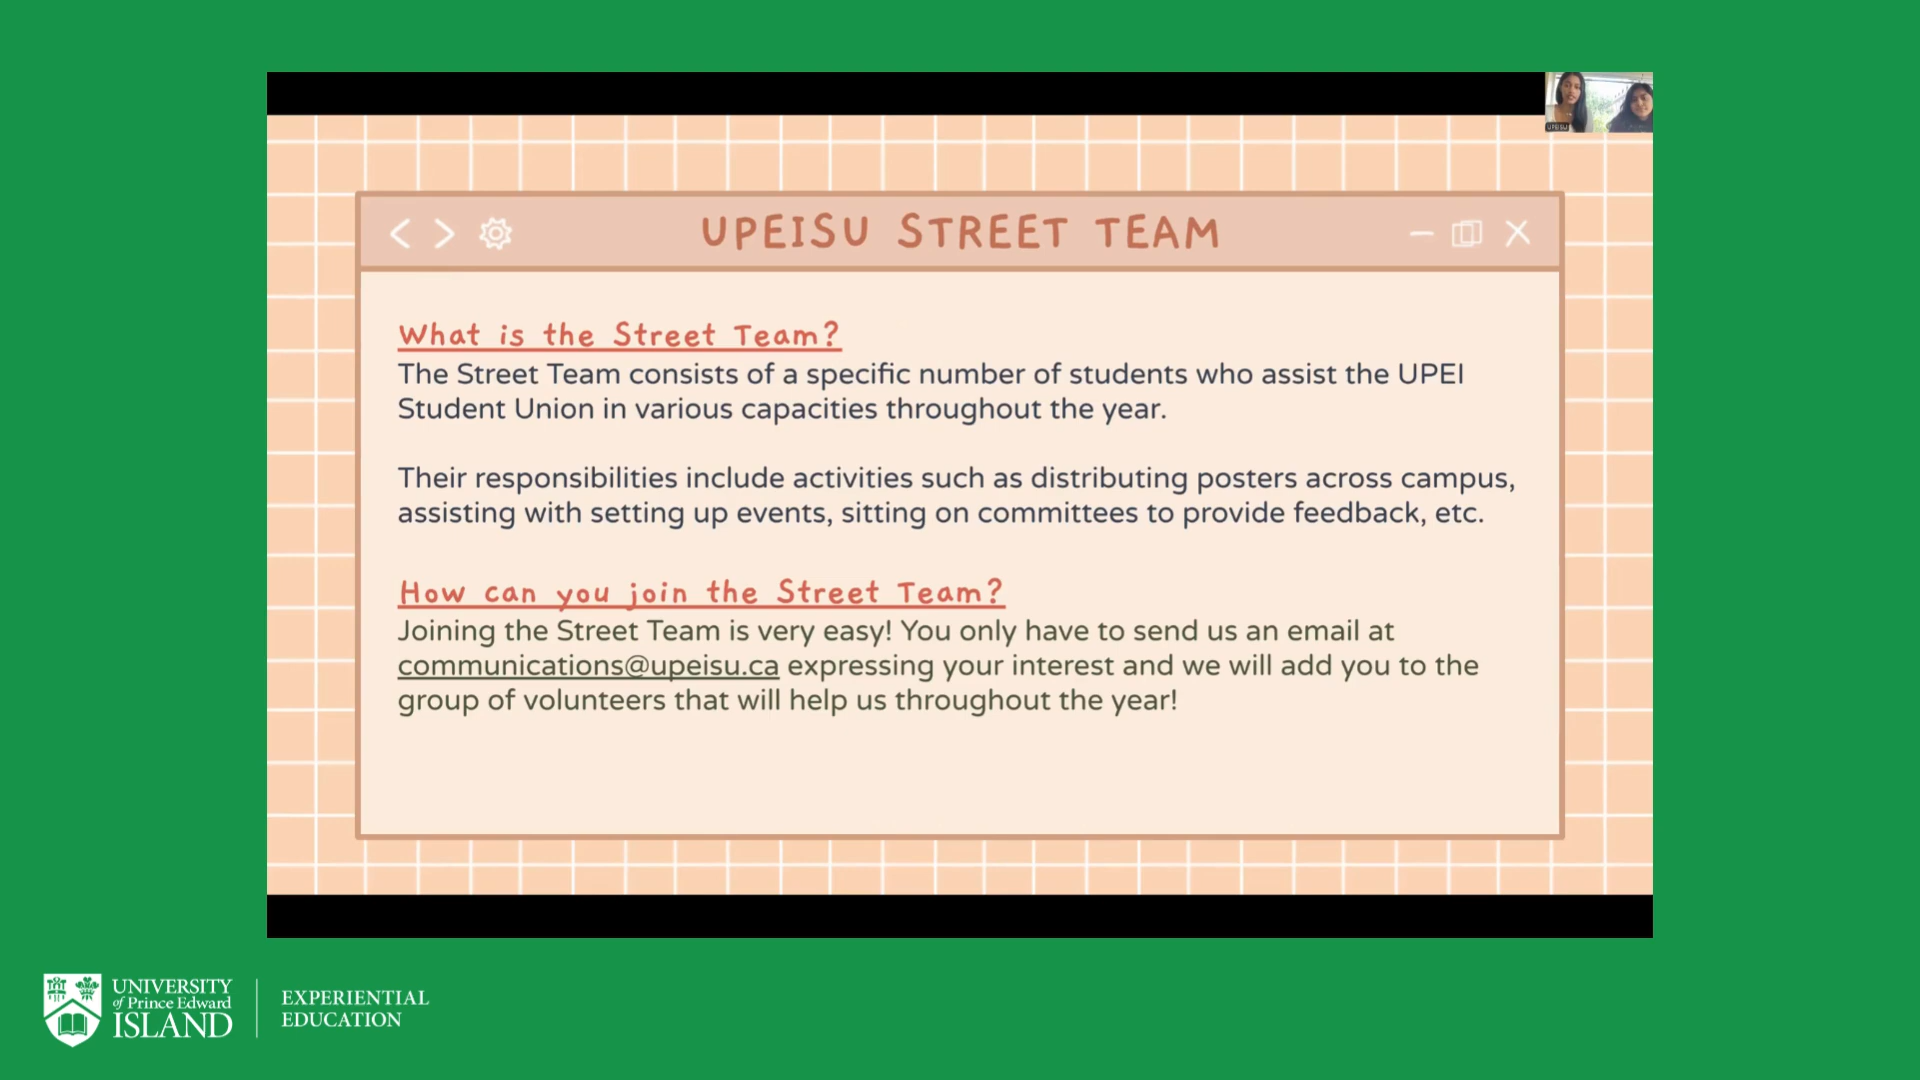 UPEISU
UPEISU STREET TEAM
What is the Street Team?
The Street Team consists of a specific number of students who assist the UPEI
Student Union in various capacities throughout the year.
Their responsibilities include activities such as distributing posters across campus,
assisting with setting up events, sitting on committees to provide feedback, etc.
How can you join the Street Team?
Joining the Street Team is very easy! You only have to send us an email at
communications@upeisu.ca expressing your interest and we will add you to the
group of volunteers that will help us throughout the year!
UNIVERSITY
of Prince Edward
ISLAND
EXPERIENTIAL
EDUCATION